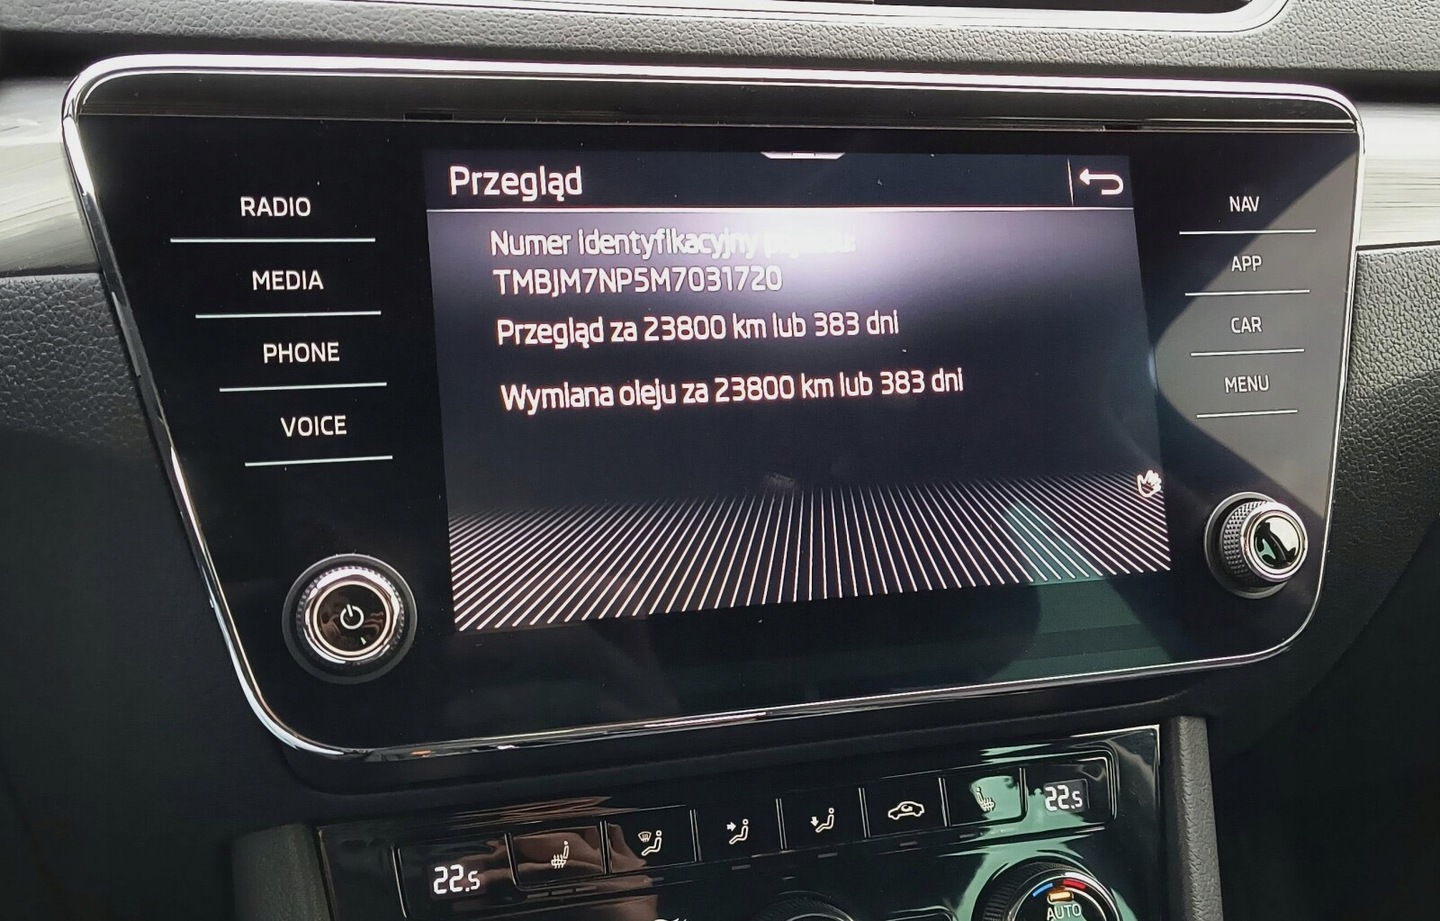 Przegląd
Numer identyfikacyjny
TMBJM7NP5M7031720
Przegląd za 23800 km lub 383 dni
Wymiana oleju za 23800 km lub 383 dni
RADIO
MEDIA
PHONE
VOICE
NAV
APP
CAR
MENU
22.5
22.5
AUTO